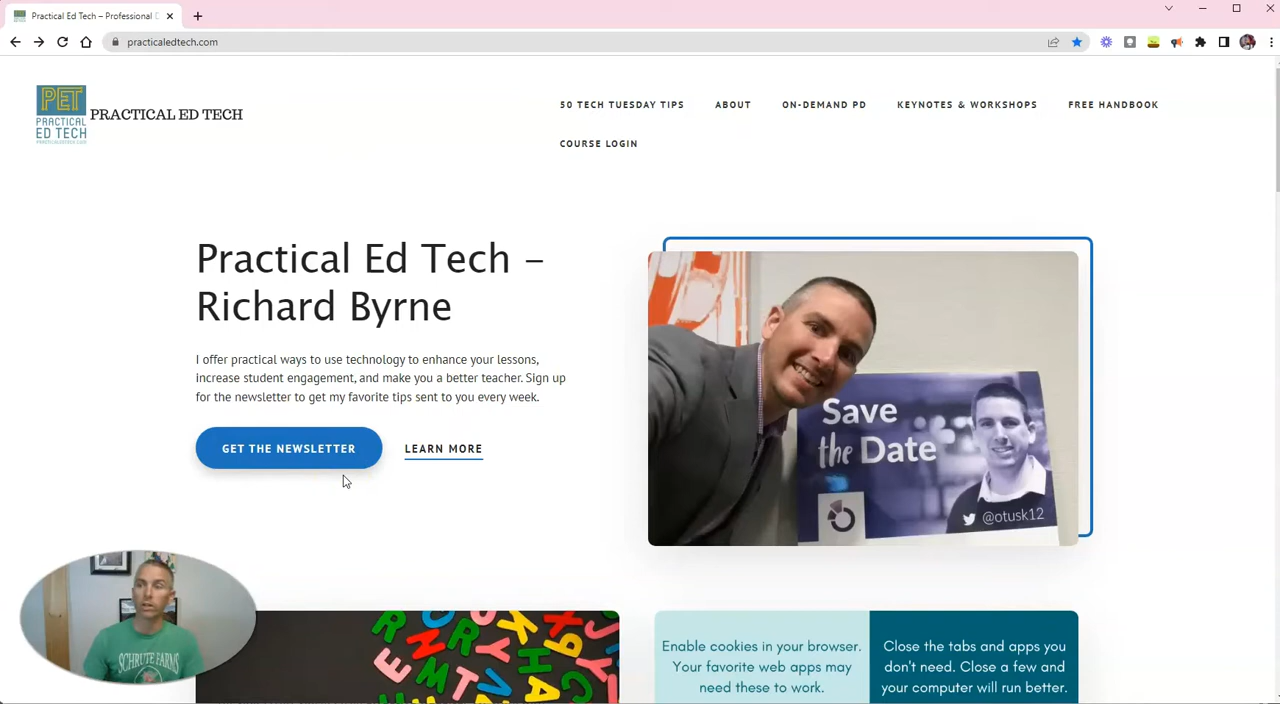 Practical Ed Tech – Professional D
practicaledtech.com
PET
PRACTICAL
ED TECH
PRACTICALEDTECH.COM
PRACTICAL ED TECH
50 TECH TUESDAY TIPS
ABOUT
ON-DEMAND PD
KEYNOTES & WORKSHOPS
FREE HANDBOOK
COURSE LOGIN
Practical Ed Tech –
Richard Byrne
I offer practical ways to use technology to enhance your lessons,
increase student engagement, and make you a better teacher. Sign up
for the newsletter to get my favorite tips sent to you every week.
GET THE NEWSLETTER
LEARN MORE
Save
the Date
@otusk12
SCHRUTE FARMS
Enable cookies in your browser.
Your favorite web apps may
need these to work.
Close the tabs and apps you
don't need. Close a few and
your computer will run better.